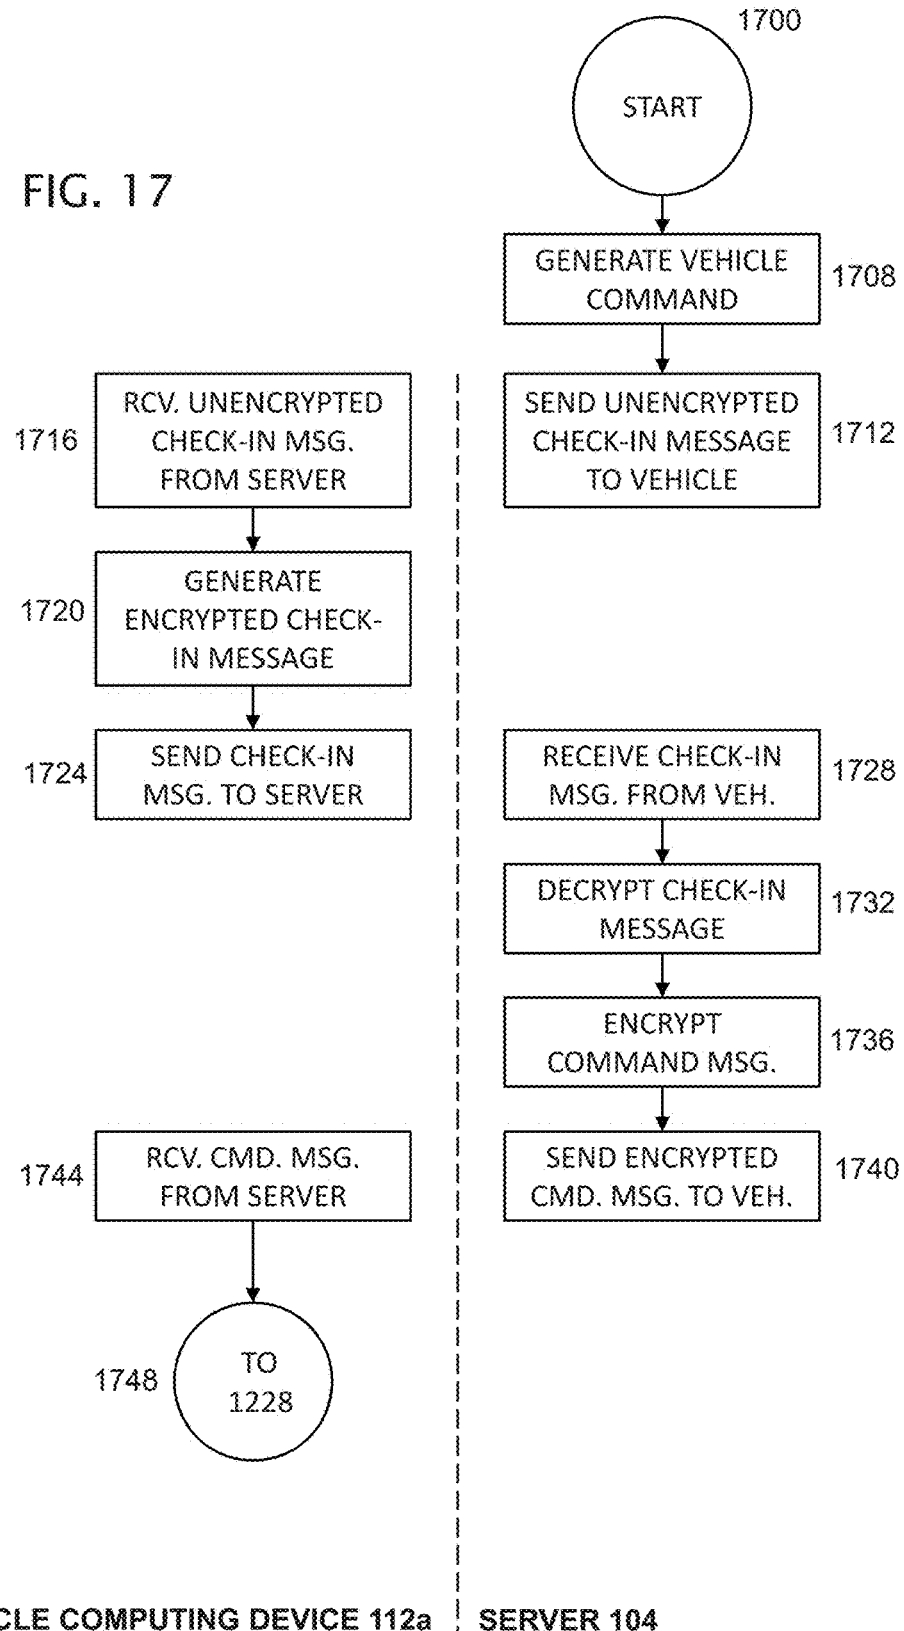 1700
START
FIG. 17
GENERATE VEHICLE
COMMAND
1708
RCV. UNENCRYPTED
CHECK-IN MSG.
FROM SERVER
1716
SEND UNENCRYPTED
CHECK-IN MESSAGE
TO VEHICLE
1712
GENERATE
ENCRYPTED CHECK-
IN MESSAGE
1720
SEND CHECK-IN
MSG. TO SERVER
1724
RECEIVE CHECK-IN
MSG. FROM VEH.
1728
DECRYPT CHECK-IN
MESSAGE
1732
ENCRYPT
COMMAND MSG.
1736
RCV. CMD. MSG.
FROM SERVER
1744
SEND ENCRYPTED
CMD. MSG. TO VEH.
1740
TO
1228
1748
CLE COMPUTING DEVICE 112a
SERVER 104